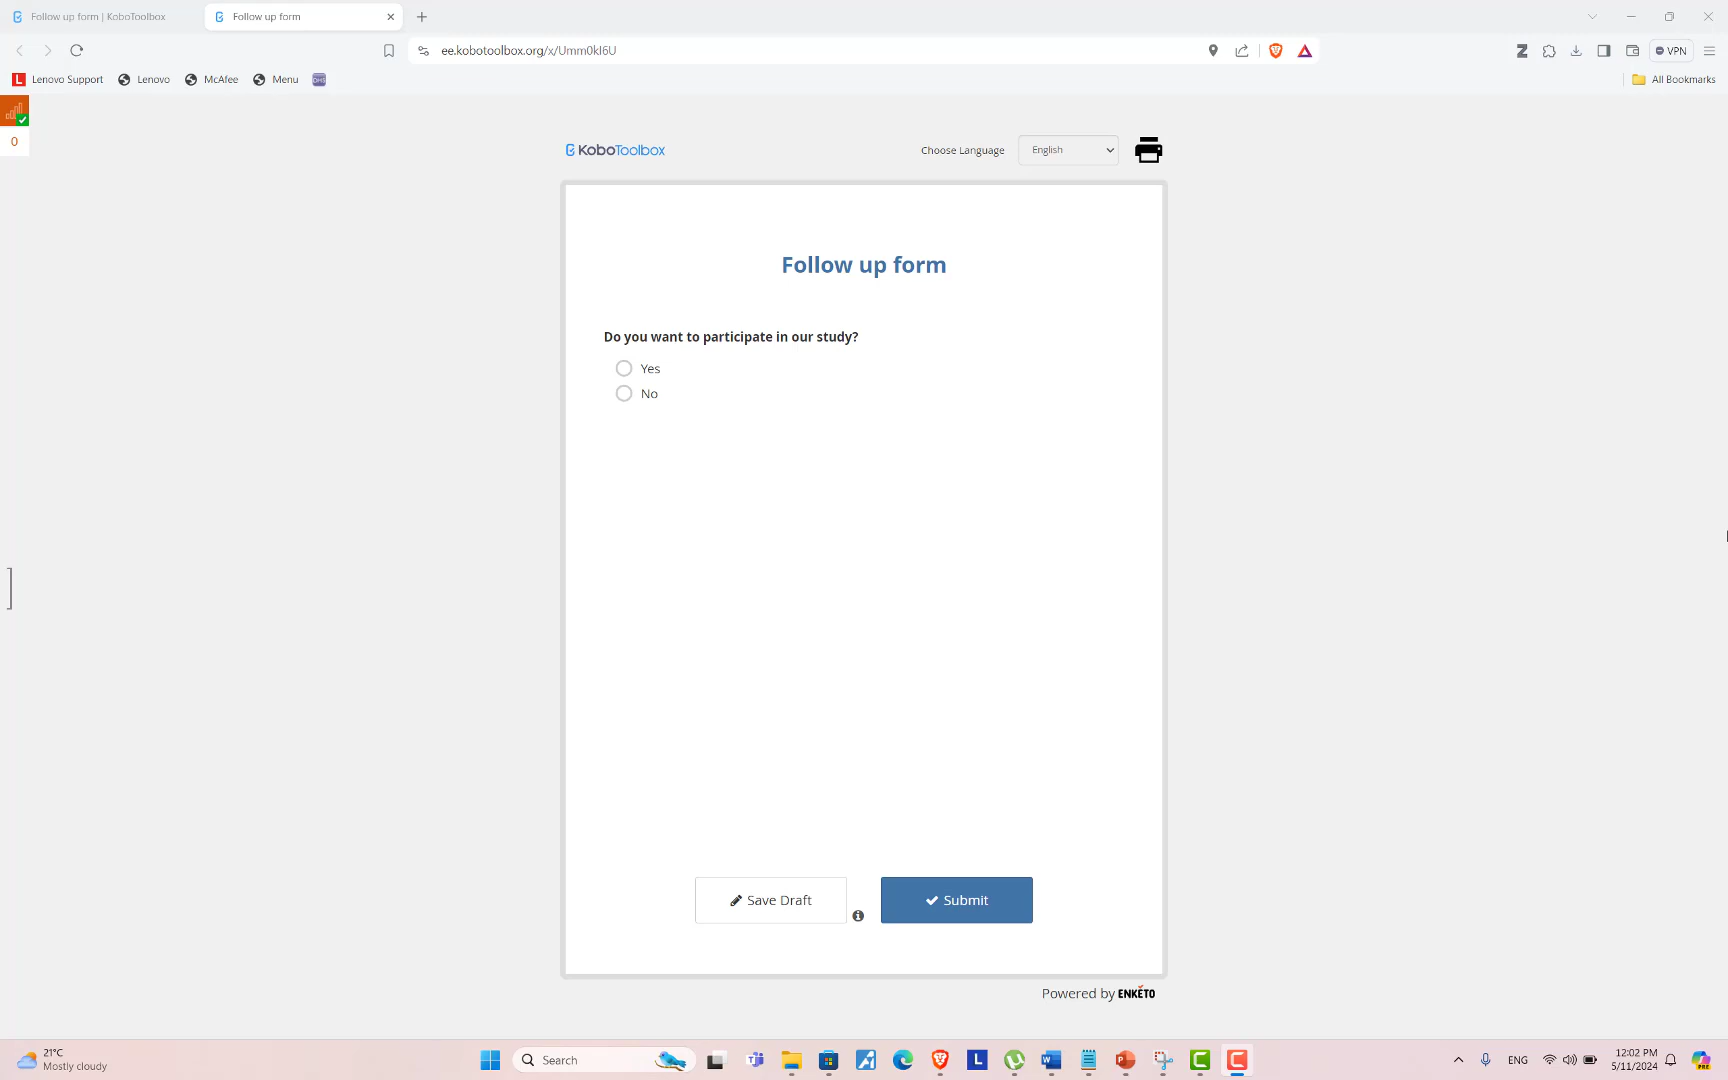 Follow up form | KoboToolbox
Follow up form
ee.kobotoolbox.org/x/Umm0kI6U
VPN
Lenovo Support
Lenovo
McAfee
Menu
All Bookmarks
0
KoboToolbox
Choose Language
English
Follow up form
Do you want to participate in our study?
Yes
No
Save Draft
Submit
Powered by ENKETO
21°C
Mostly cloudy
Search
ENG
12:02 PM
5/11/2024